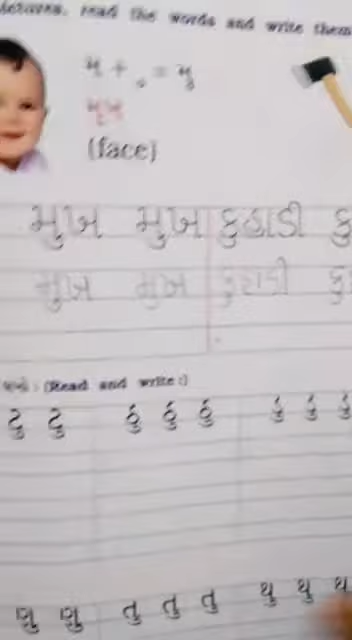 pictures, read the words and write them
મ + ુ = મુ
મુખ
(face)
મુખ મુખ કુહાડી કુ
મુખ મુખ કુહાડી કુ
વાંચો : (Read and write:)
ટુ ટુ ઠુ ઠુ ઠુ ડુ ડુ ડુ
ણુ ણુ તુ તુ તુ થુ થુ થ